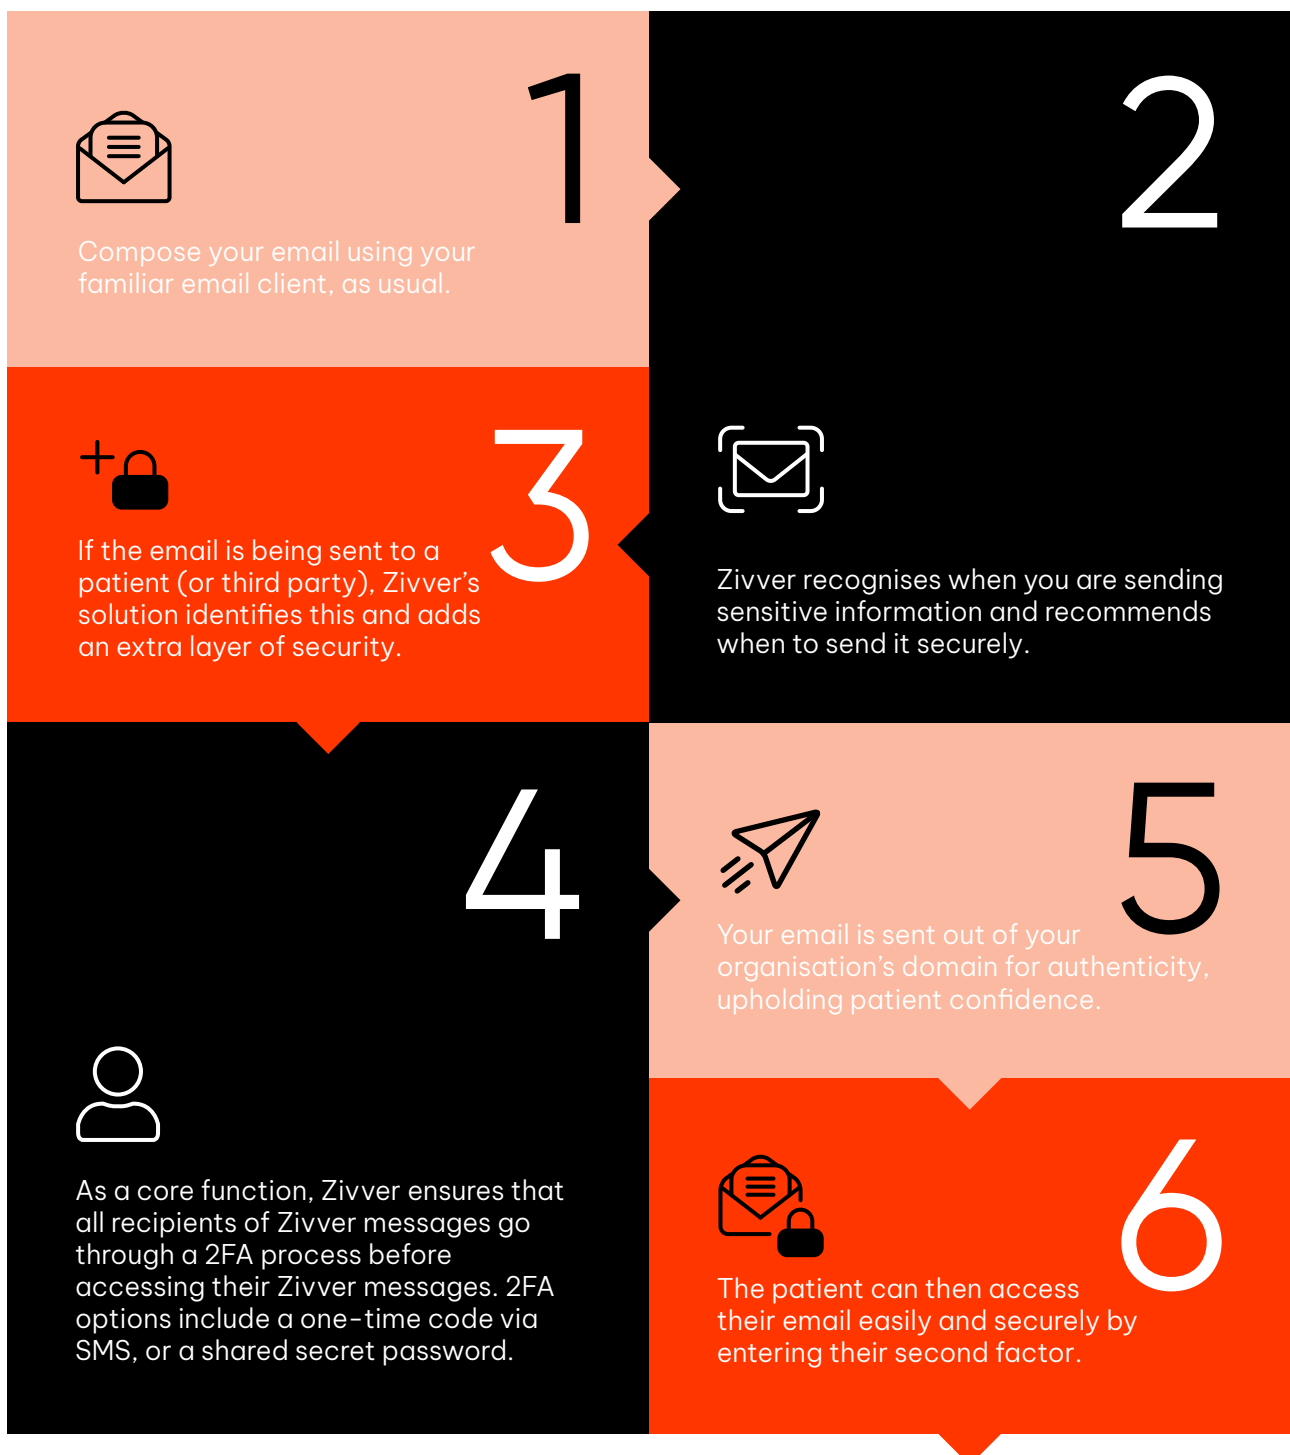 1
Compose your email using your
familiar email client, as usual.
2
Zivver recognises when you are sending
sensitive information and recommends
when to send it securely.
3
If the email is being sent to a
patient (or third party), Zivver’s
solution identifies this and adds
an extra layer of security.
4
As a core function, Zivver ensures that
all recipients of Zivver messages go
through a 2FA process before
accessing their Zivver messages. 2FA
options include a one-time code via
SMS, or a shared secret password.
5
Your email is sent out of your
organisation’s domain for authenticity,
upholding patient confidence.
6
The patient can then access
their email easily and securely by
entering their second factor.